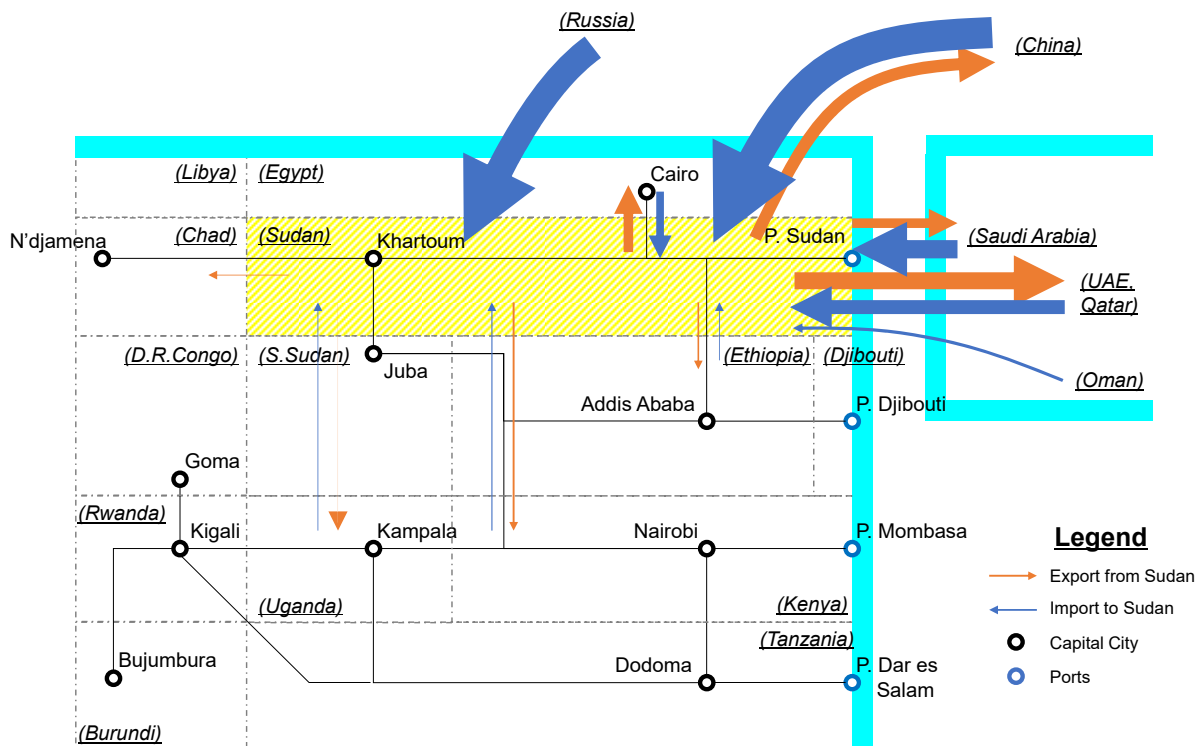 (Russia)
(China)
(Libya)
(Egypt)
Cairo
N'djamena
(Chad)
(Sudan)
Khartoum
P. Sudan
(Saudi Arabia)
(UAE,
Qatar)
(D.R.Congo)
(S.Sudan)
Juba
(Ethiopia)
(Djibouti)
(Oman)
Addis Ababa
P. Djibouti
Goma
(Rwanda)
Kigali
Kampala
Nairobi
P. Mombasa
Legend
Export from Sudan
Import to Sudan
Capital City
Ports
(Uganda)
(Kenya)
(Tanzania)
Bujumbura
Dodoma
P. Dar es
Salam
(Burundi)